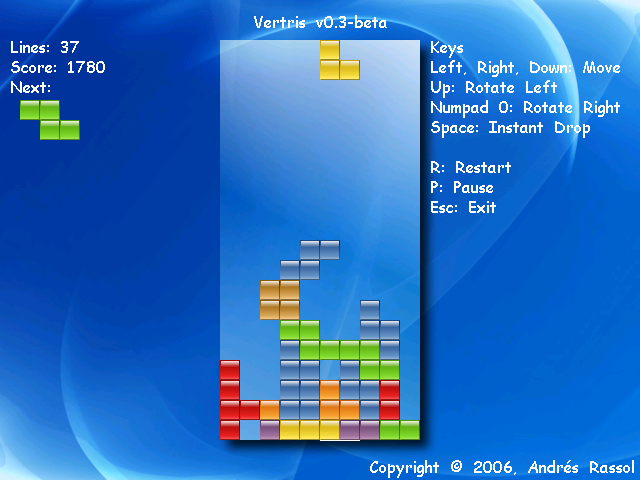 Vertris v0.3-beta
Lines: 37
Score: 1780
Next:
Keys
Left, Right, Down: Move
Up: Rotate Left
Numpad 0: Rotate Right
Space: Instant Drop
R: Restart
P: Pause
Esc: Exit
Copyright © 2006, Andrés Rassol